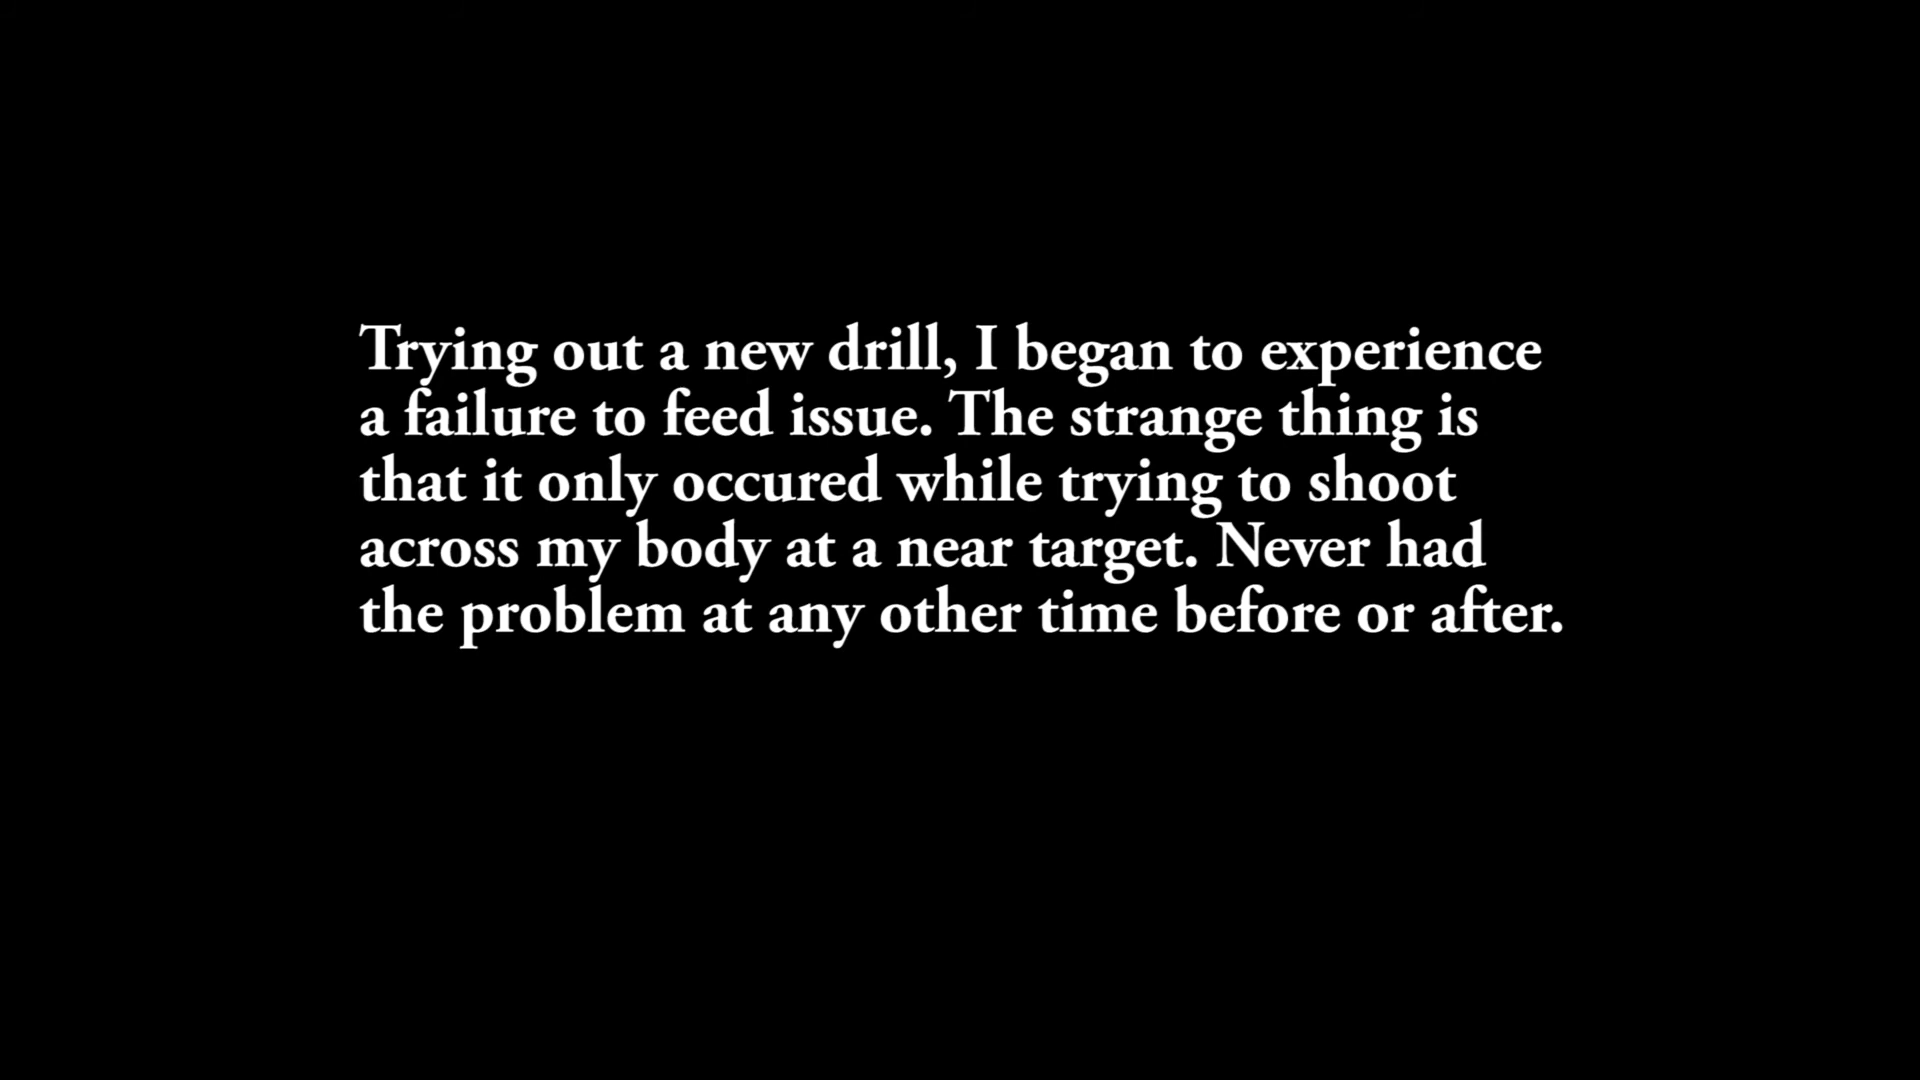 Trying out a new drill, I began to experience
a failure to feed issue. The strange thing is
that it only occured while trying to shoot
across my body at a near target. Never had
the problem at any other time before or after.